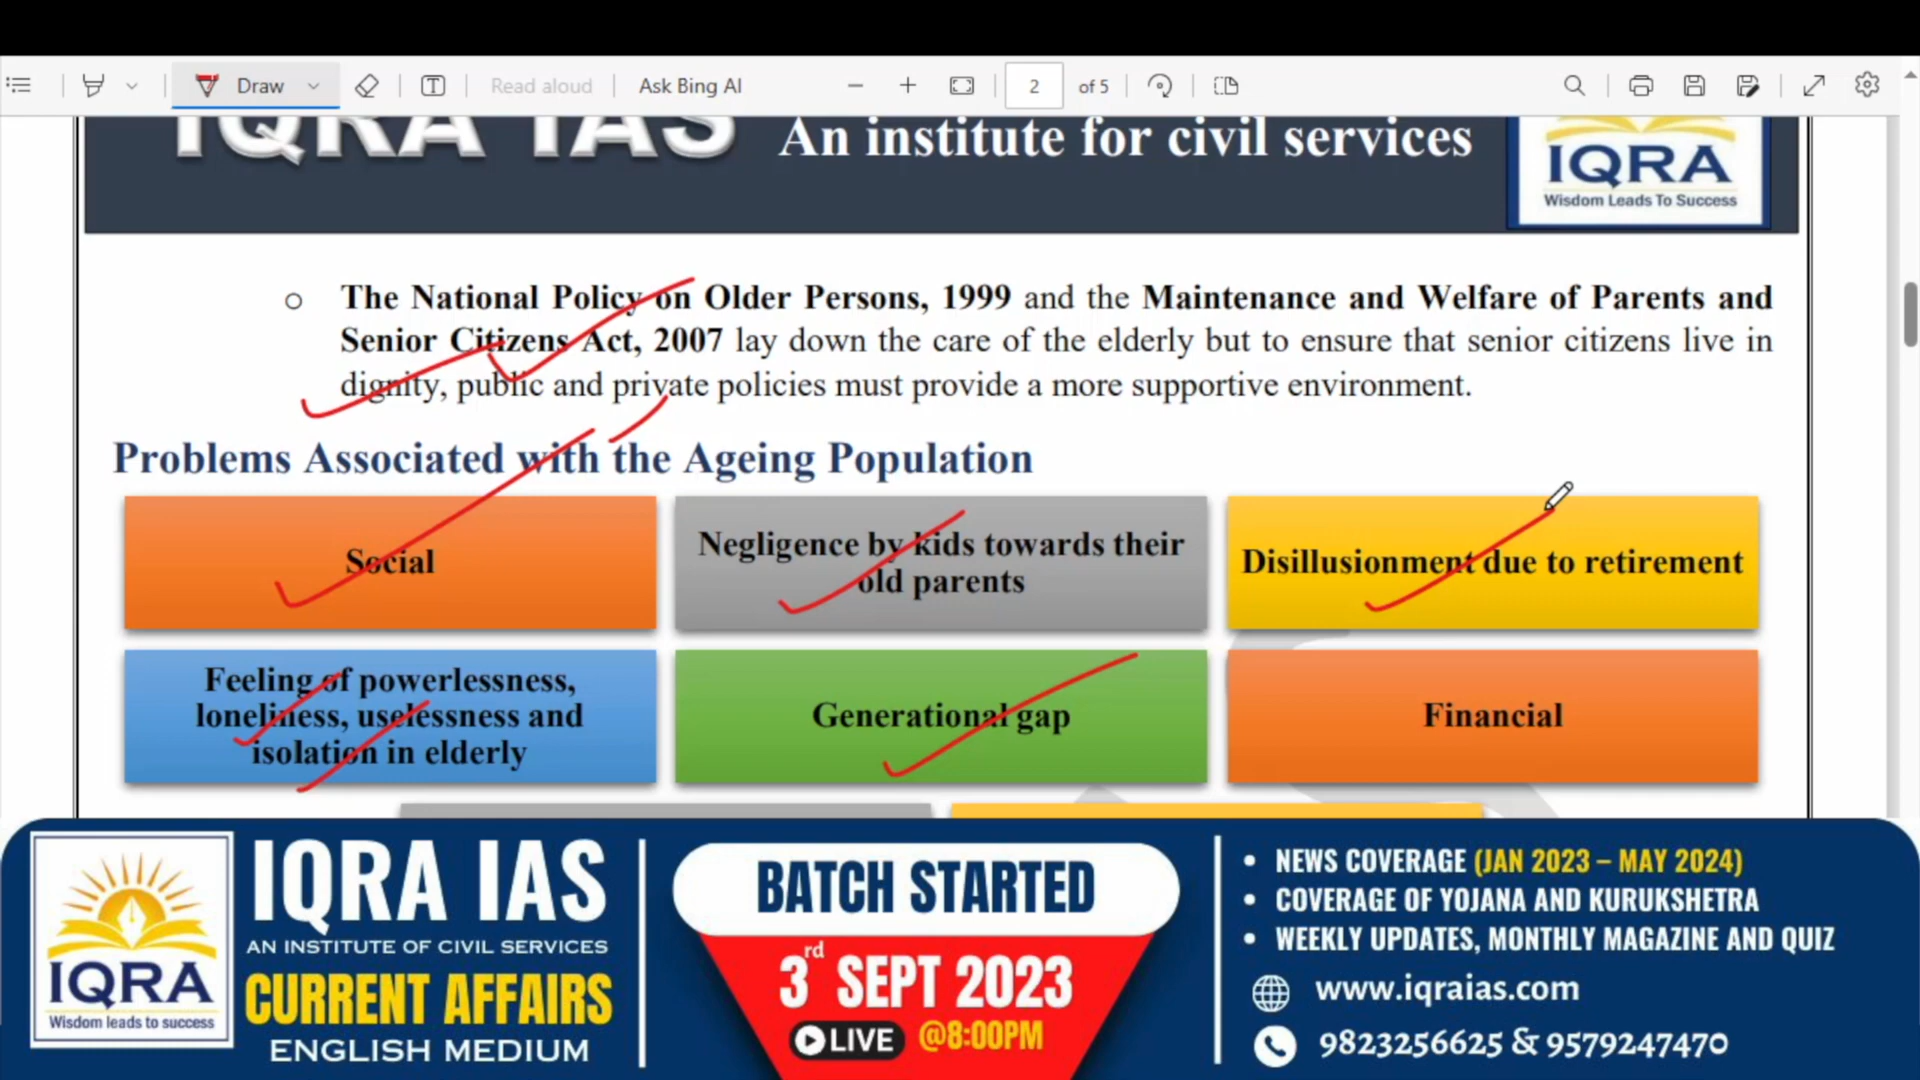 Draw
Read aloud
Ask Bing AI
2
of 5
IQRA IAS
An institute for civil services
IQRA
Wisdom Leads To Success
The National Policy on Older Persons, 1999 and the Maintenance and Welfare of Parents and
Senior Citizens Act, 2007 lay down the care of the elderly but to ensure that senior citizens live in
dignity, public and private policies must provide a more supportive environment.
Problems Associated with the Ageing Population
Social
Negligence by kids towards their
old parents
Disillusionment due to retirement
Feeling of powerlessness,
loneliness, uselessness and
isolation in elderly
Generational gap
Financial
IQRA
Wisdom leads to success
IQRA IAS
AN INSTITUTE OF CIVIL SERVICES
CURRENT AFFAIRS
ENGLISH MEDIUM
BATCH STARTED
3rd SEPT 2023
LIVE @8:00PM
• NEWS COVERAGE (JAN 2023 – MAY 2024)
• COVERAGE OF YOJANA AND KURUKSHETRA
• WEEKLY UPDATES, MONTHLY MAGAZINE AND QUIZ
www.iqraias.com
9823256625 & 9579247470